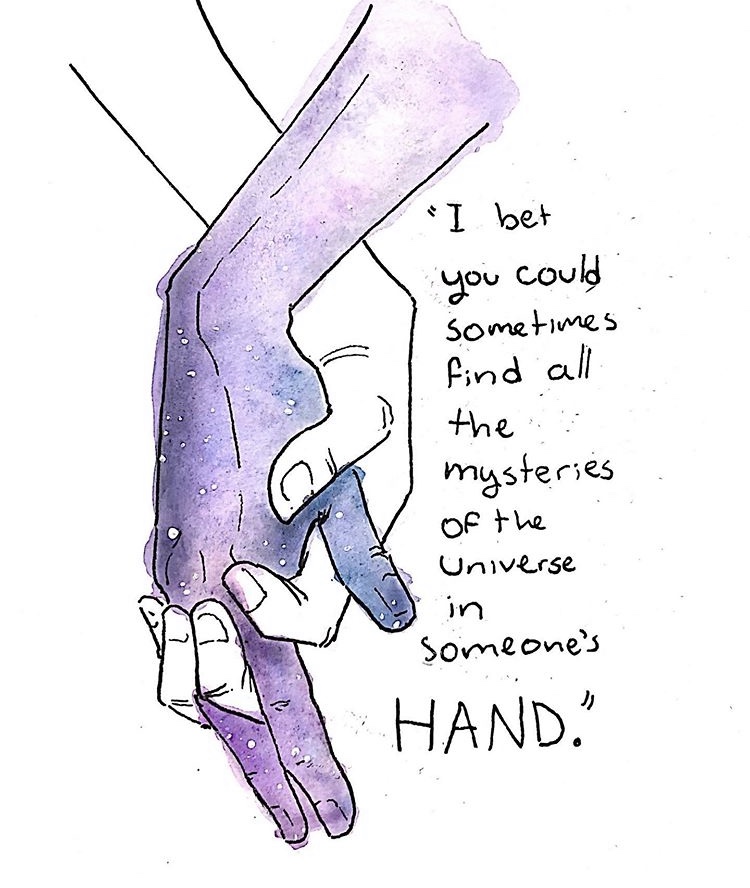 "I bet
you could
sometimes
find all
the
mysteries
of the
universe
in
someone's
HAND."